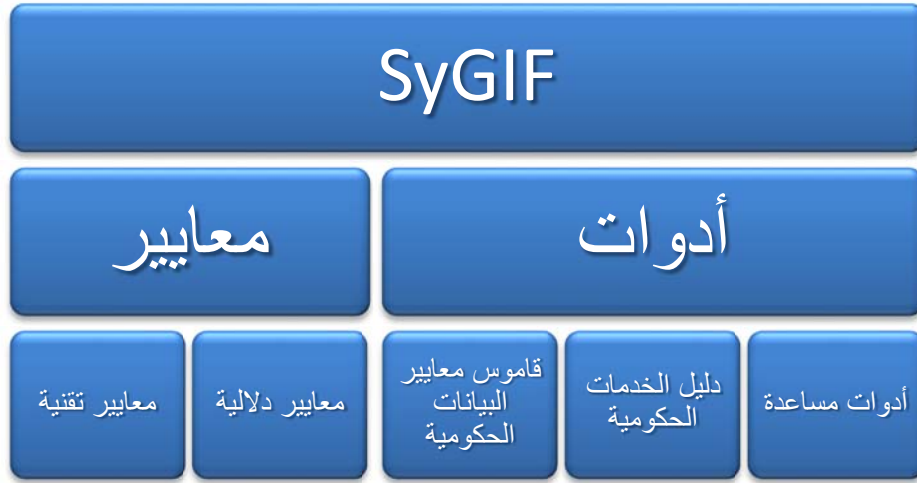 SyGIF
أدوات
معايير
أدوات مساعدة
دليل الخدمات
الحكومية
قاموس معايير
البيانات
الحكومية
معايير دلالية
معايير تقنية